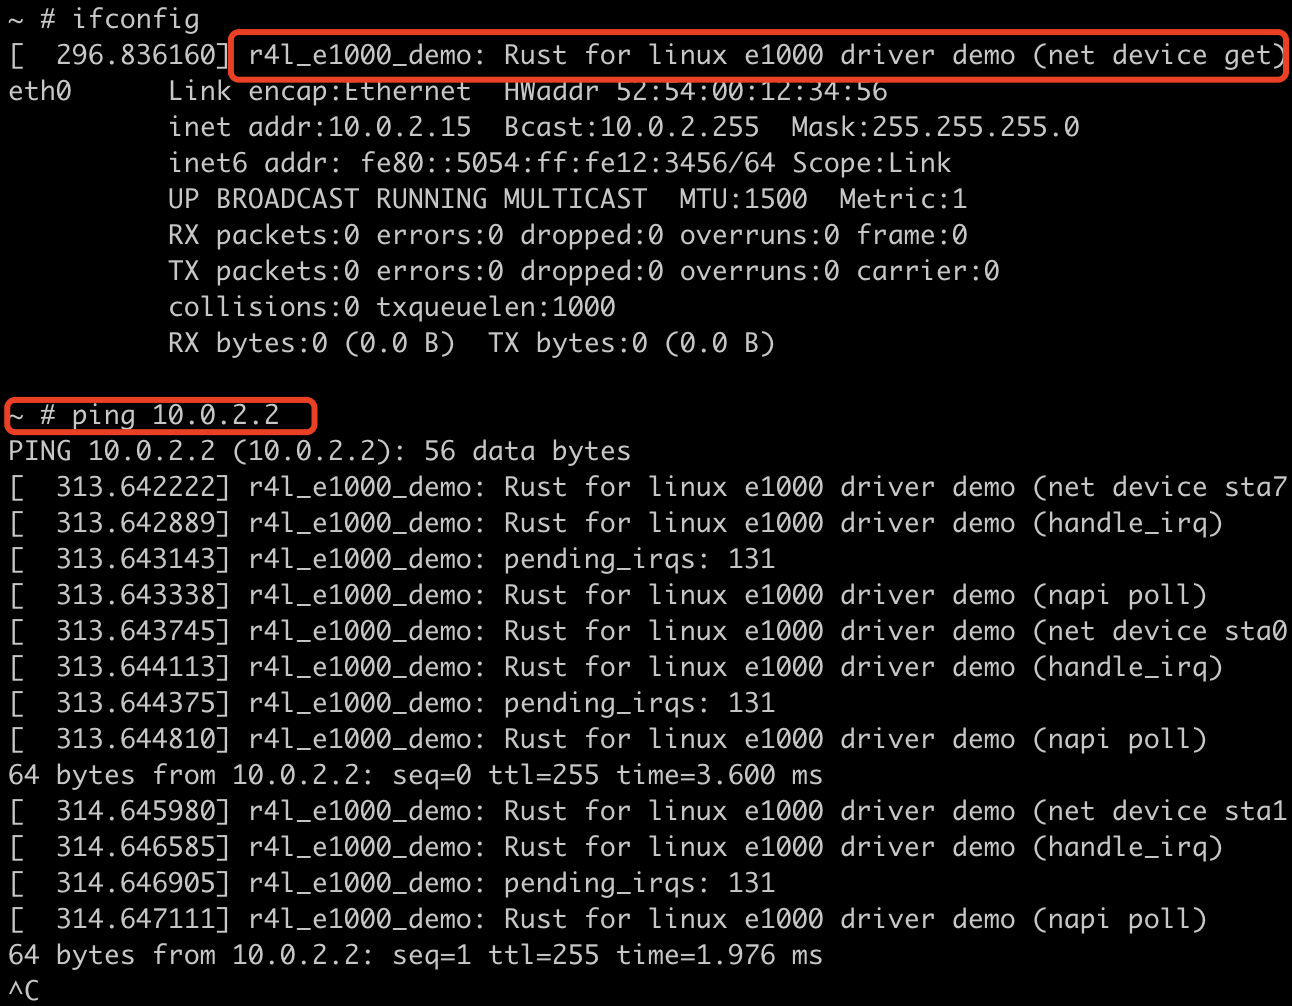 ~ # ifconfig
[  296.836160] r4l_e1000_demo: Rust for linux e1000 driver demo (net device get)
eth0      Link encap:Ethernet  HWaddr 52:54:00:12:34:56
          inet addr:10.0.2.15  Bcast:10.0.2.255  Mask:255.255.255.0
          inet6 addr: fe80::5054:ff:fe12:3456/64 Scope:Link
          UP BROADCAST RUNNING MULTICAST  MTU:1500  Metric:1
          RX packets:0 errors:0 dropped:0 overruns:0 frame:0
          TX packets:0 errors:0 dropped:0 overruns:0 carrier:0
          collisions:0 txqueuelen:1000
          RX bytes:0 (0.0 B)  TX bytes:0 (0.0 B)
~ # ping 10.0.2.2
PING 10.0.2.2 (10.0.2.2): 56 data bytes
[  313.642222] r4l_e1000_demo: Rust for linux e1000 driver demo (net device sta7
[  313.642889] r4l_e1000_demo: Rust for linux e1000 driver demo (handle_irq)
[  313.643143] r4l_e1000_demo: pending_irqs: 131
[  313.643338] r4l_e1000_demo: Rust for linux e1000 driver demo (napi poll)
[  313.643745] r4l_e1000_demo: Rust for linux e1000 driver demo (net device sta0
[  313.644113] r4l_e1000_demo: Rust for linux e1000 driver demo (handle_irq)
[  313.644375] r4l_e1000_demo: pending_irqs: 131
[  313.644810] r4l_e1000_demo: Rust for linux e1000 driver demo (napi poll)
64 bytes from 10.0.2.2: seq=0 ttl=255 time=3.600 ms
[  314.645980] r4l_e1000_demo: Rust for linux e1000 driver demo (net device sta1
[  314.646585] r4l_e1000_demo: Rust for linux e1000 driver demo (handle_irq)
[  314.646905] r4l_e1000_demo: pending_irqs: 131
[  314.647111] r4l_e1000_demo: Rust for linux e1000 driver demo (napi poll)
64 bytes from 10.0.2.2: seq=1 ttl=255 time=1.976 ms
^C